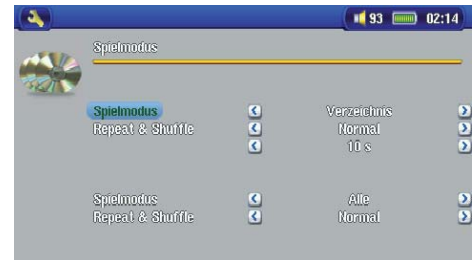 93 02:14
Spielmodus
Spielmodus Verzeichnis
Repeat & Shuffle Normal
10 s
Spielmodus Alle
Repeat & Shuffle Normal